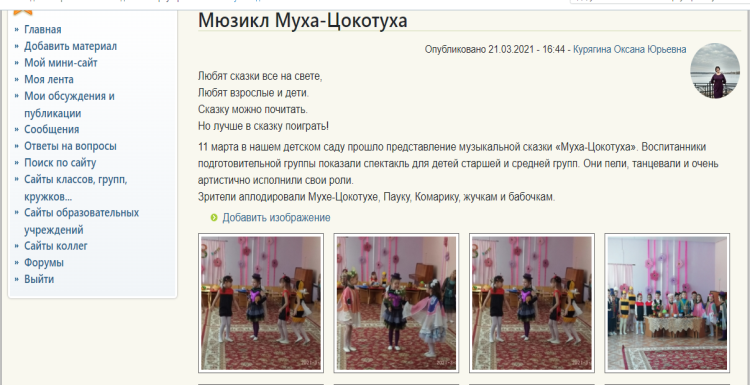 Мюзикл Муха-Цокотуха
Опубликовано 21.03.2021 - 16:44 - Курягина Оксана Юрьевна
» Главная
» Добавить материал
» Мой мини-сайт
» Моя лента
» Мои обсуждения и
публикации
» Сообщения
» Ответы на вопросы
» Поиск по сайту
» Сайты классов, групп,
кружков...
» Сайты образовательных
учреждений
» Сайты коллег
» Форумы
» Выйти
Любят сказки все на свете,
Любят взрослые и дети.
Сказку можно почитать.
Но лучше в сказку поиграть!
11 марта в нашем детском саду прошло представление музыкальной сказки «Муха-Цокотуха». Воспитанники
подготовительной группы показали спектакль для детей старшей и средней групп. Они пели, танцевали и очень
артистично исполнили свои роли.
Зрители апплодировали Мухе-Цокотухе, Пауку, Комарику, жучкам и бабочкам.
Добавить изображение